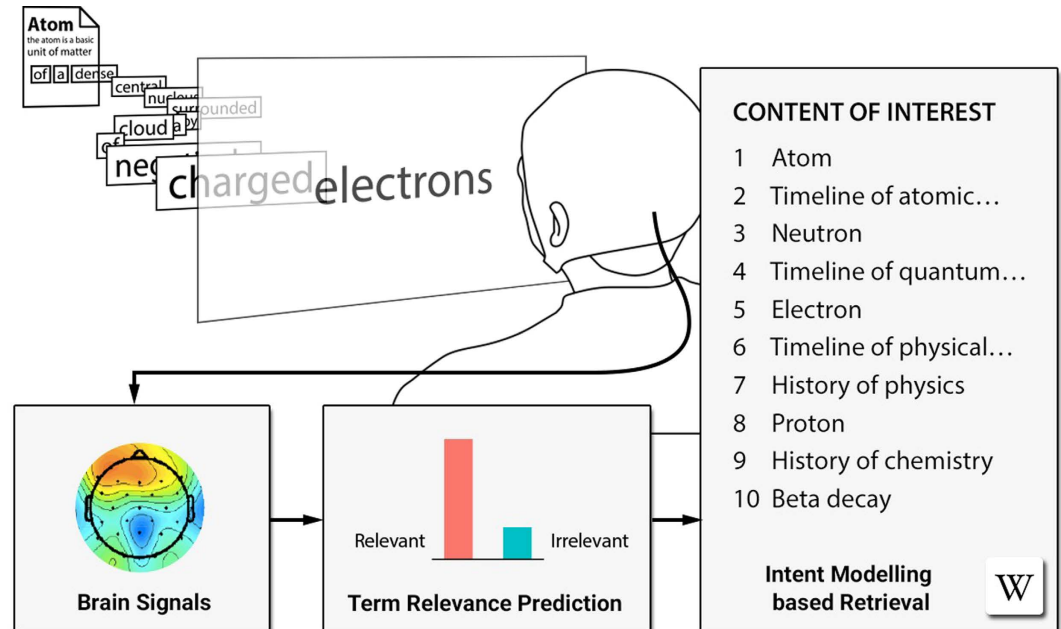 Atom
the atom is a basic
unit of matter
of a dense
central
nucleus
surrounded
by
a
cloud
of
charged
electrons
CONTENT OF INTEREST
1 Atom
2 Timeline of atomic…
3 Neutron
4 Timeline of quantum…
5 Electron
6 Timeline of physical…
7 History of physics
8 Proton
9 History of chemistry
10 Beta decay
Relevant
Irrelevant
Brain Signals
Term Relevance Prediction
Intent Modelling
based Retrieval
W